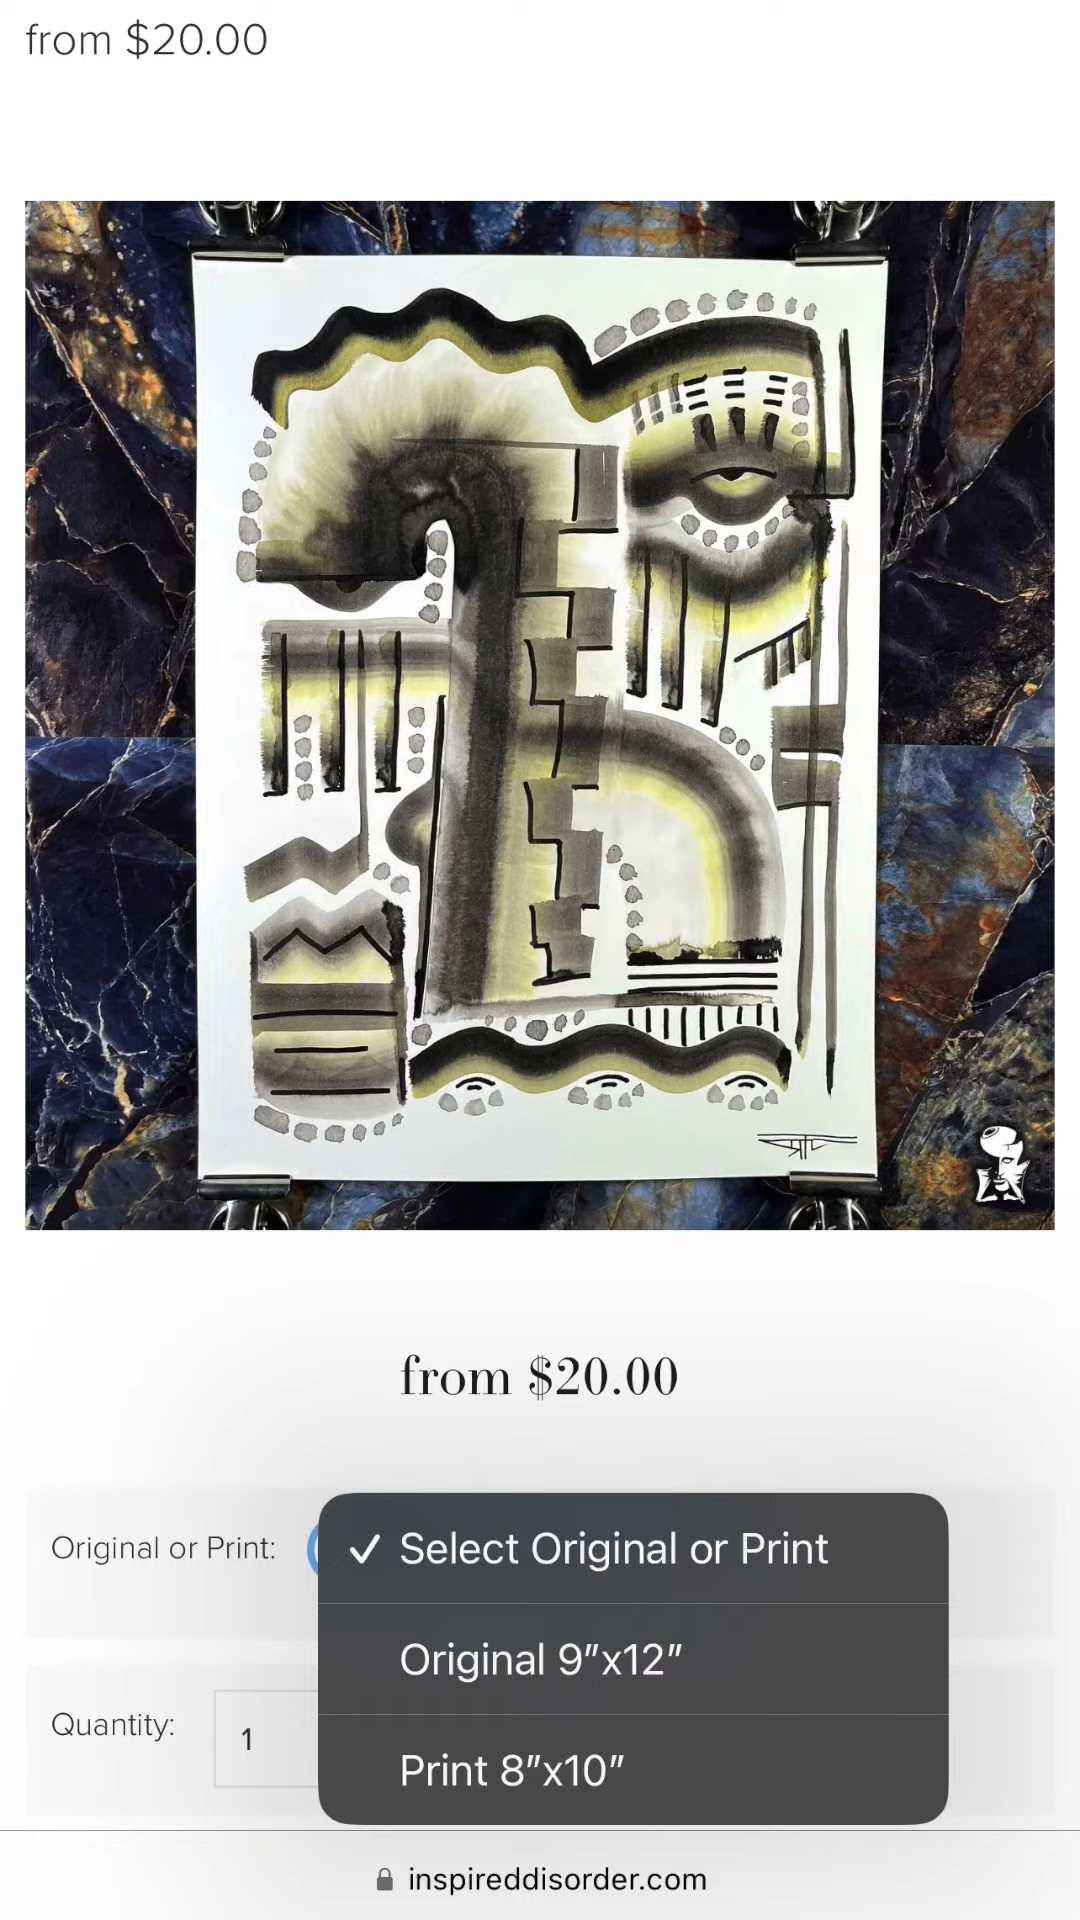 from $20.00
from $20.00
Original or Print:
✓ Select Original or Print
Original 9"x12"
Print 8"x10"
Quantity:
1
inspireddisorder.com